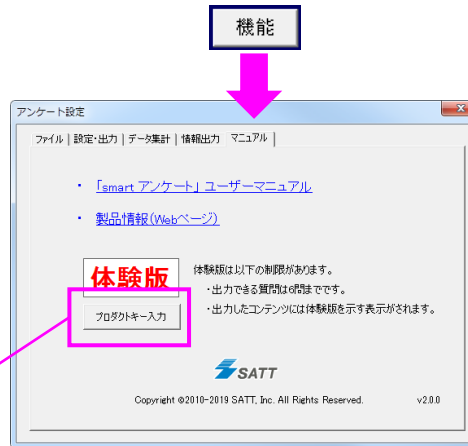 機能
アンケート設定
ファイル | 設定・出力 | データ集計 | 情報出力 | マニュアル |
・ 「smart アンケート」ユーザーマニュアル
・ 製品情報(Webページ)
体験版
体験版は以下の制限があります。
・出力できる質問は6問までです。
・出力したコンテンツには体験版を示す表示がされます。
プロダクトキー入力
SATT
Copyright ©2010-2019 SATT, Inc. All Rights Reserved. v2.0.0